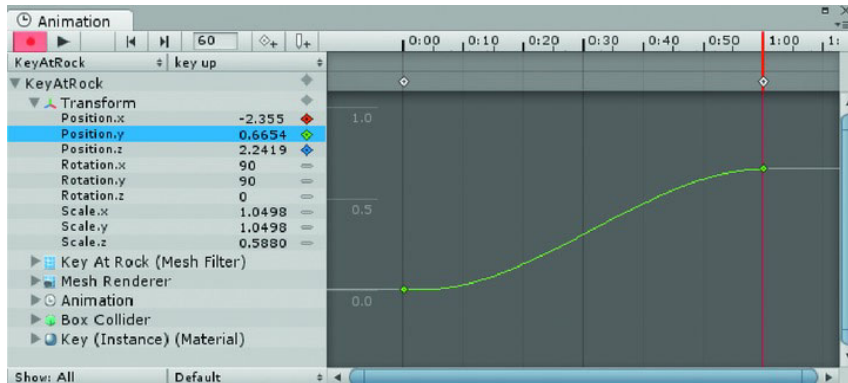 Animation
60
0:00 0:10 0:20 0:30 0:40 0:50 1:00 1:
KeyAtRock key up
KeyAtRock
Transform
Position.x -2.355
Position.y 0.6654
Position.z 2.2419
Rotation.x 90
Rotation.y 90
Rotation.z 0
Scale.x 1.0498
Scale.y 1.0498
Scale.z 0.5880
Key At Rock (Mesh Filter)
Mesh Renderer
Animation
Box Collider
Key (Instance) (Material)
Show: All Default
1.0
0.5
0.0